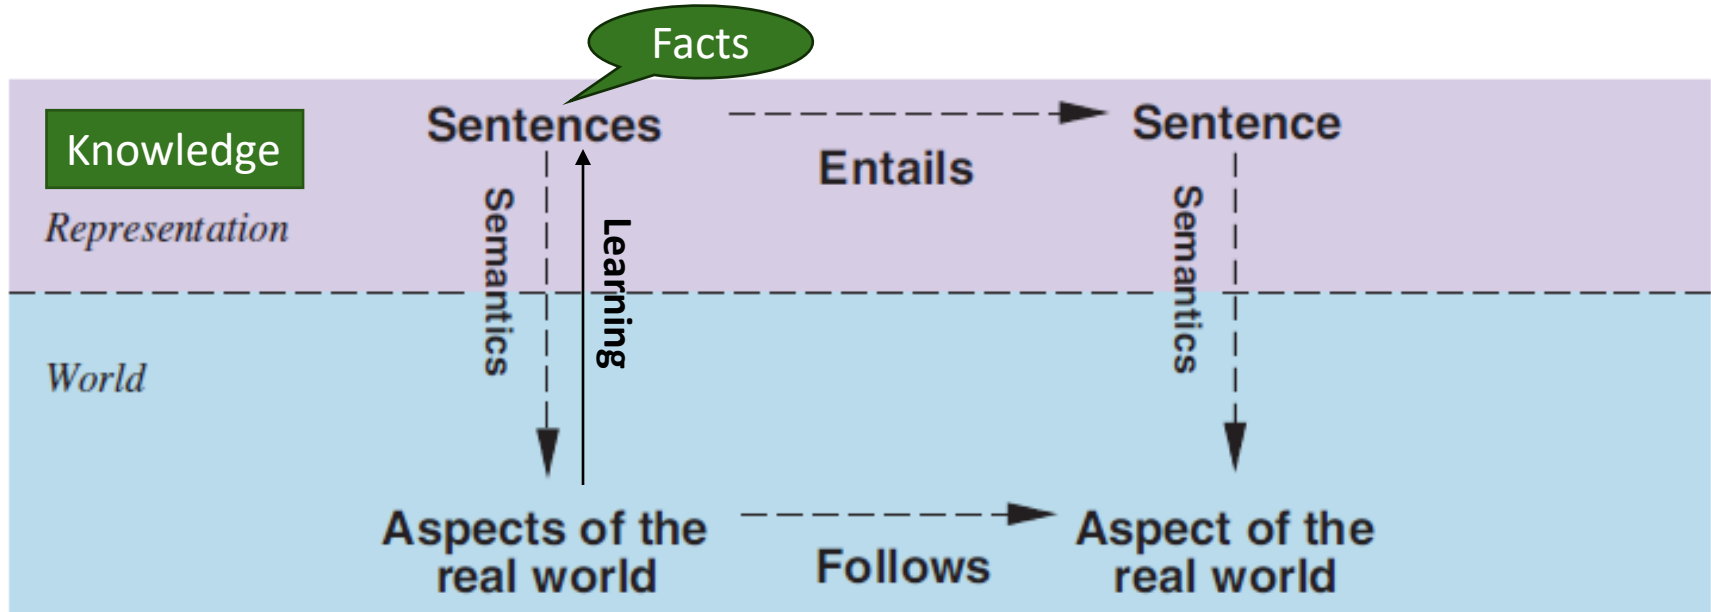 Facts
Knowledge
Sentences
Sentence
Entails
Representation
Semantics
Learning
Semantics
World
Aspects of the
real world
Follows
Aspect of the
real world